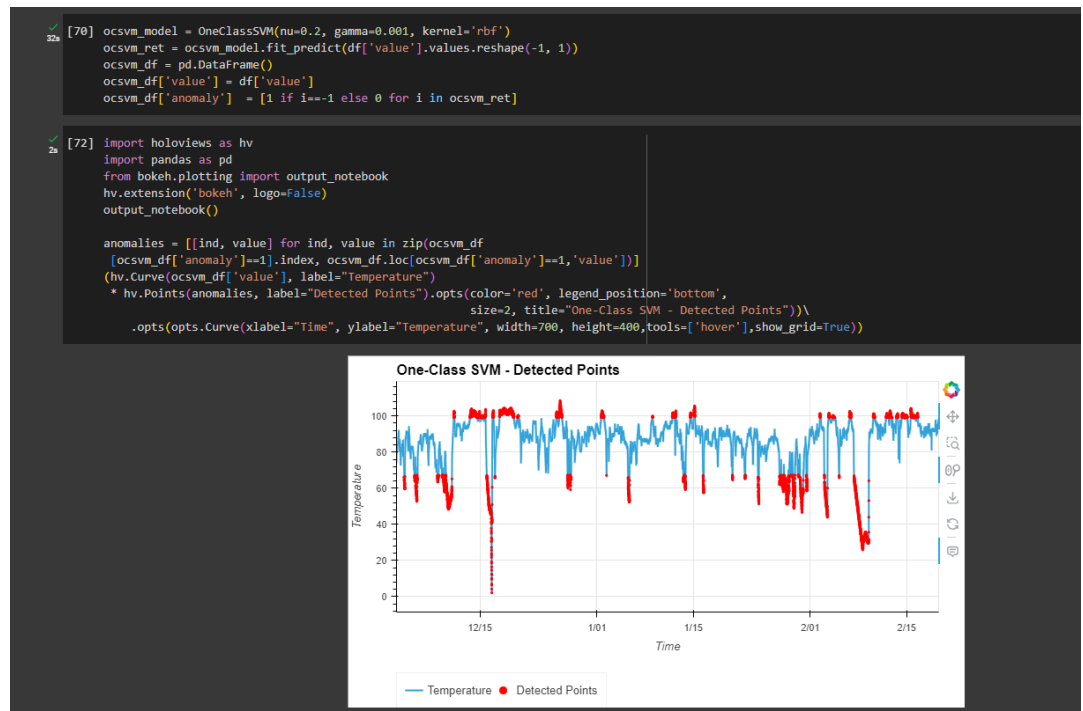 [70] ocsvm_model = OneClassSVM(nu=0.2, gamma=0.001, kernel='rbf')
32s
ocsvm_ret = ocsvm_model.fit_predict(df['value'].values.reshape(-1, 1))
ocsvm_df = pd.DataFrame()
ocsvm_df['value'] = df['value']
ocsvm_df['anomaly']  = [1 if i==-1 else 0 for i in ocsvm_ret]
[72] import holoviews as hv
2s
import pandas as pd
from bokeh.plotting import output_notebook
hv.extension('bokeh', logo=False)
output_notebook()
anomalies = [[ind, value] for ind, value in zip(ocsvm_df
[ocsvm_df['anomaly']==1].index, ocsvm_df.loc[ocsvm_df['anomaly']==1,'value'])]
(hv.Curve(ocsvm_df['value'], label="Temperature")
* hv.Points(anomalies, label="Detected Points").opts(color='red', legend_position='bottom',
size=2, title="One-Class SVM - Detected Points"))\
.opts(opts.Curve(xlabel="Time", ylabel="Temperature", width=700, height=400,tools=['hover'],show_grid=True))
One-Class SVM - Detected Points
100
80
60
40
20
0
Temperature
12/15 1/01 1/15 2/01 2/15
Time
Temperature Detected Points